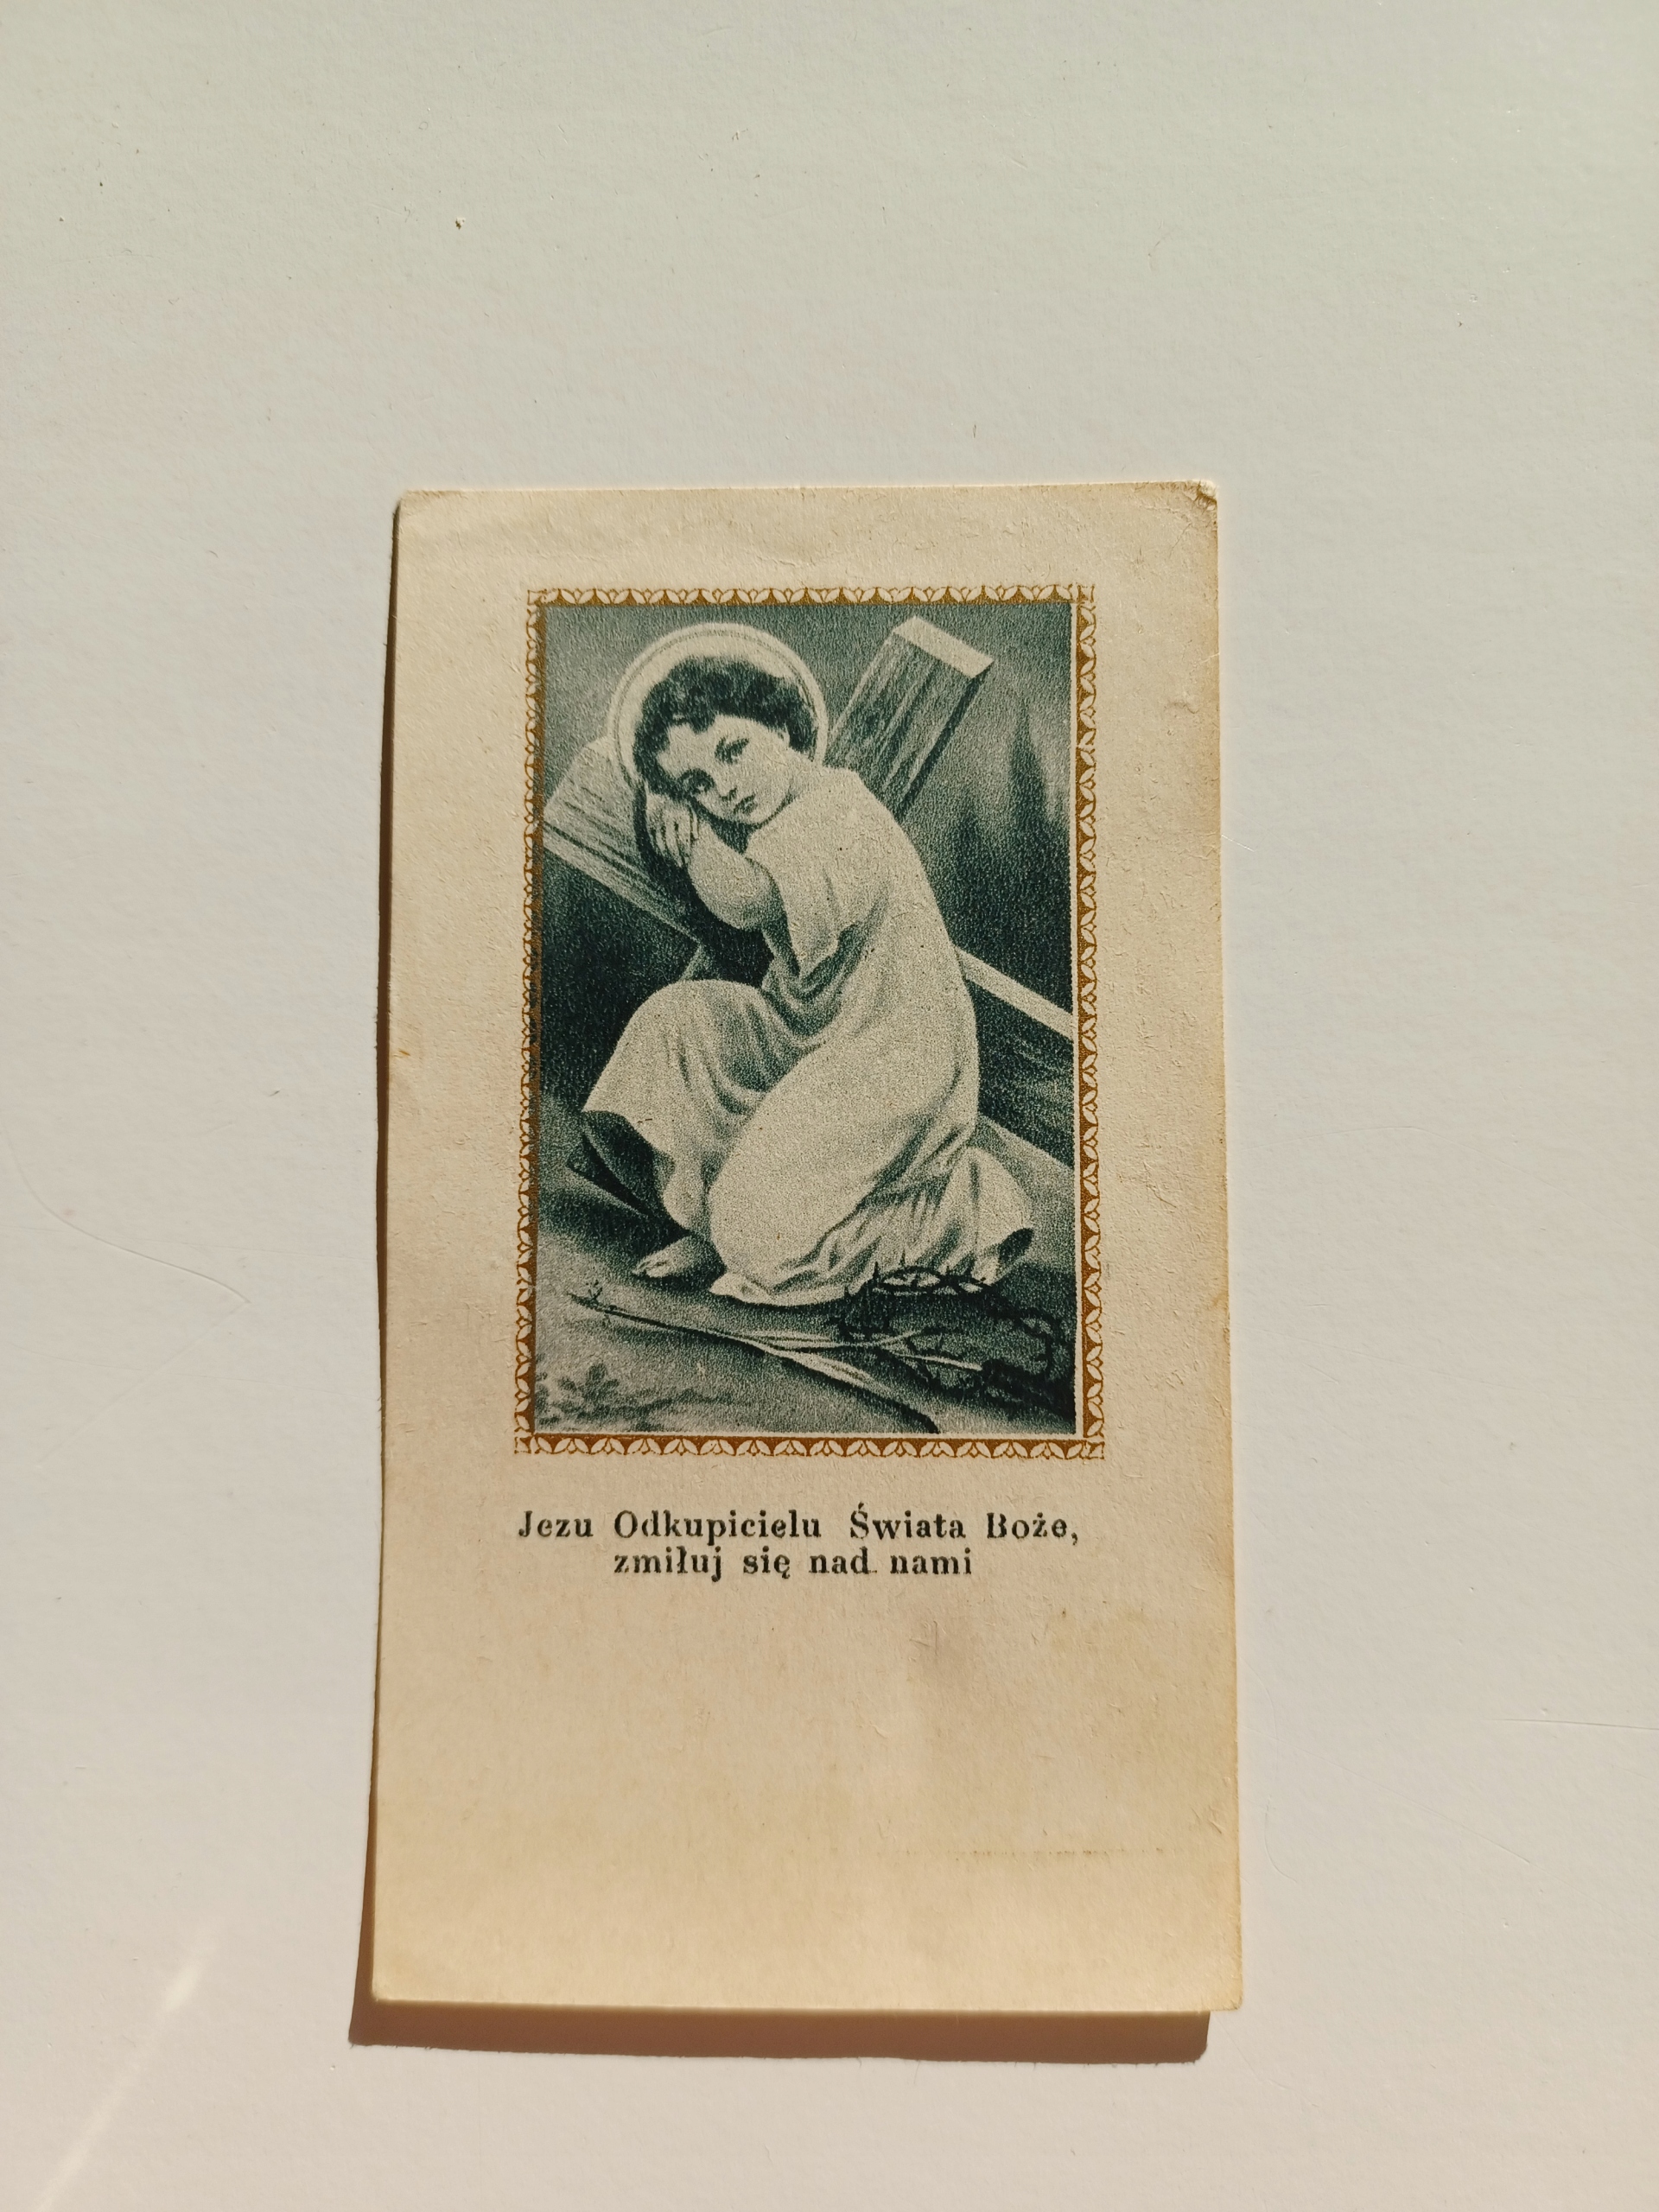 Jezu Odkupicielu Świata Boże,
zmiłuj się nad nami